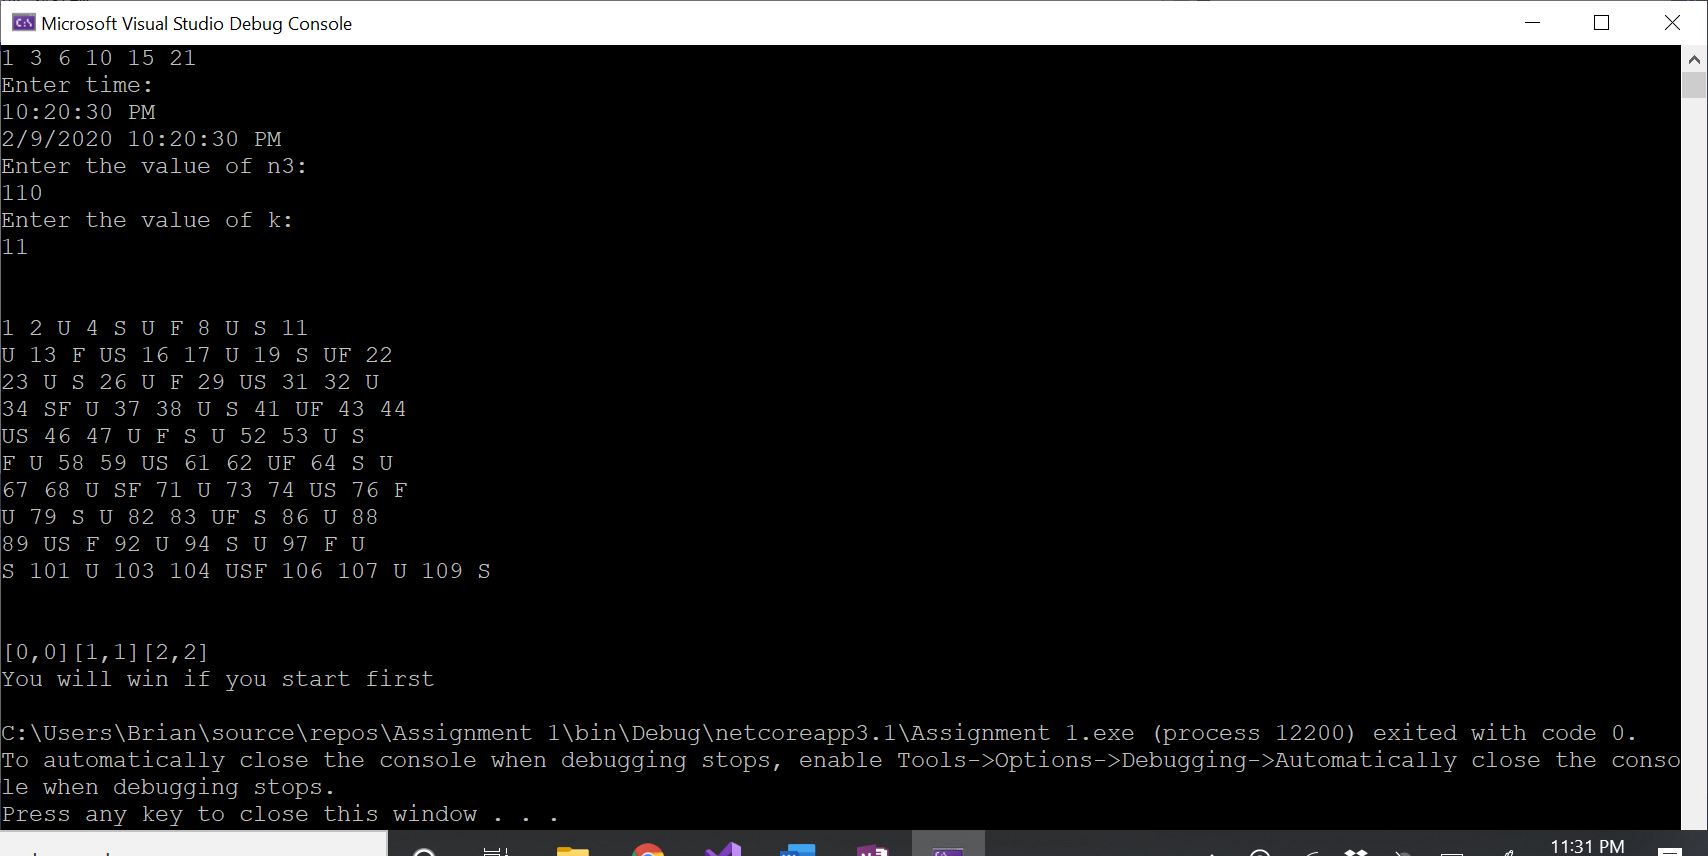 Microsoft Visual Studio Debug Console
1 3 6 10 15 21
Enter time:
10:20:30 PM
2/9/2020 10:20:30 PM
Enter the value of n3:
110
Enter the value of k:
11
1 2 U 4 S U F 8 U S 11
U 13 F US 16 17 U 19 S UF 22
23 U S 26 U F 29 US 31 32 U
34 SF U 37 38 U S 41 UF 43 44
US 46 47 U F S U 52 53 U S
F U 58 59 US 61 62 UF 64 S U
67 68 U SF 71 U 73 74 US 76 F
U 79 S U 82 83 UF S 86 U 88
89 US F 92 U 94 S U 97 F U
S 101 U 103 104 USF 106 107 U 109 S
[0,0][1,1][2,2]
You will win if you start first
C:\Users\Brian\source\repos\Assignment 1\bin\Debug\netcoreapp3.1\Assignment 1.exe (process 12200) exited with code 0.
To automatically close the console when debugging stops, enable Tools->Options->Debugging->Automatically close the conso
le when debugging stops.
Press any key to close this window . . .
11:31 PM